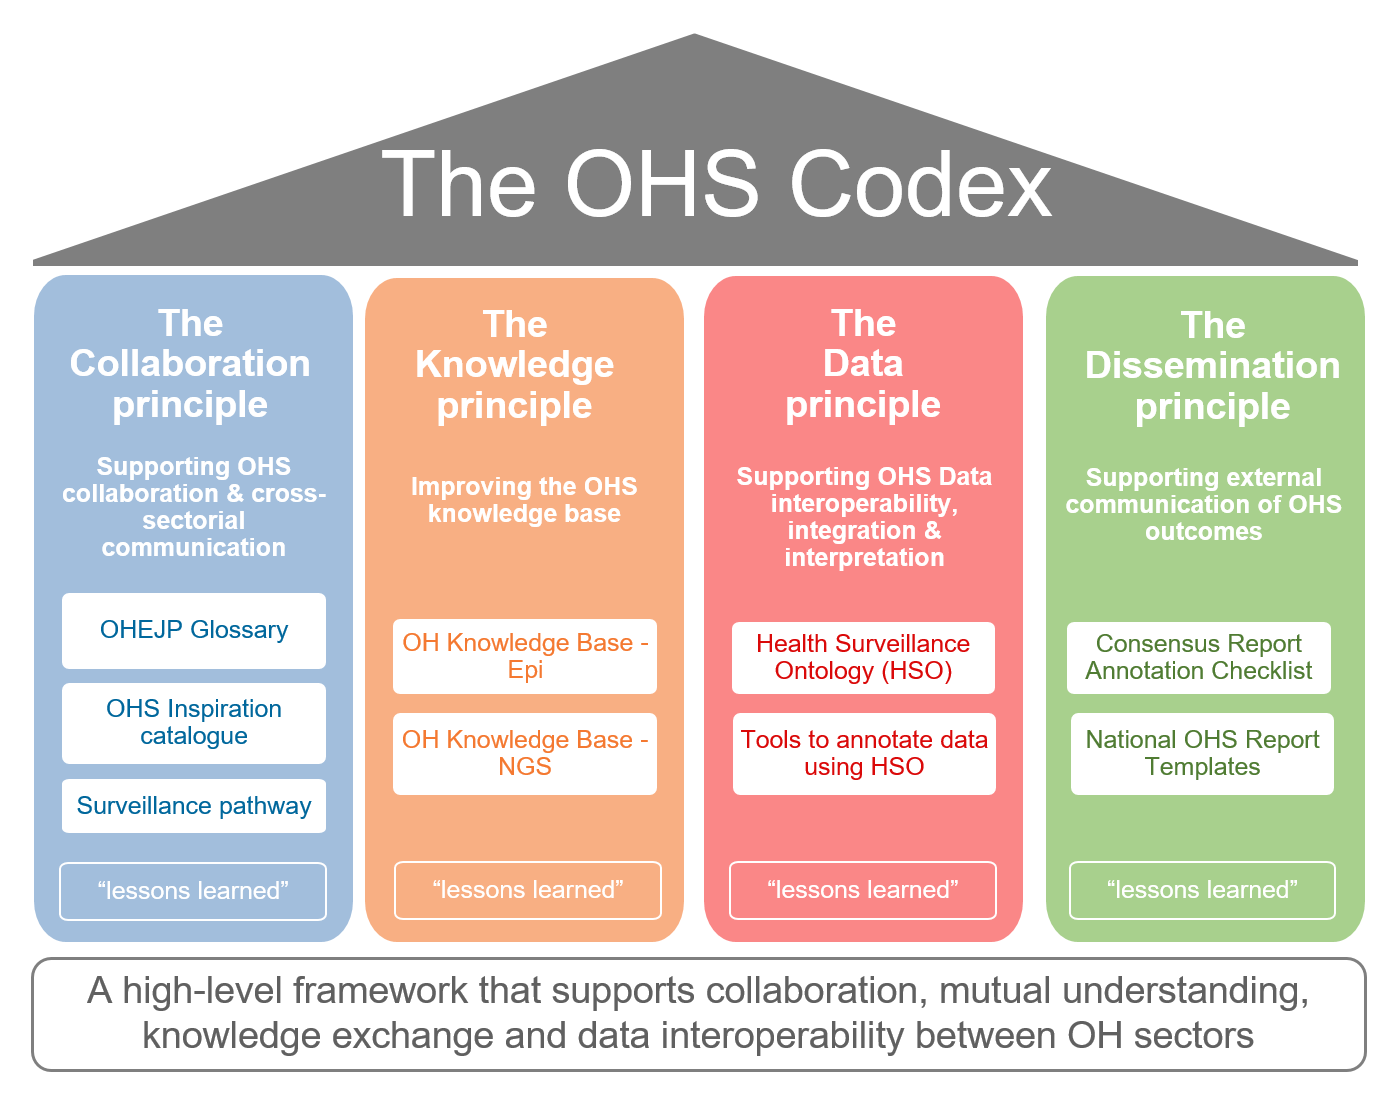 The OHS Codex
The
Collaboration
principle
Supporting OHS
collaboration & cross-
sectorial
communication
OHEJP Glossary
OHS Inspiration
catalogue
Surveillance pathway
“lessons learned”
The
Knowledge
principle
Improving the OHS
knowledge base
OH Knowledge Base -
Epi
OH Knowledge Base -
NGS
“lessons learned”
The
Data
principle
Supporting OHS Data
interoperability,
integration &
interpretation
Health Surveillance
Ontology (HSO)
Tools to annotate data
using HSO
“lessons learned”
The
Dissemination
principle
Supporting external
communication of OHS
outcomes
Consensus Report
Annotation Checklist
National OHS Report
Templates
“lessons learned”
A high-level framework that supports collaboration, mutual understanding,
knowledge exchange and data interoperability between OH sectors